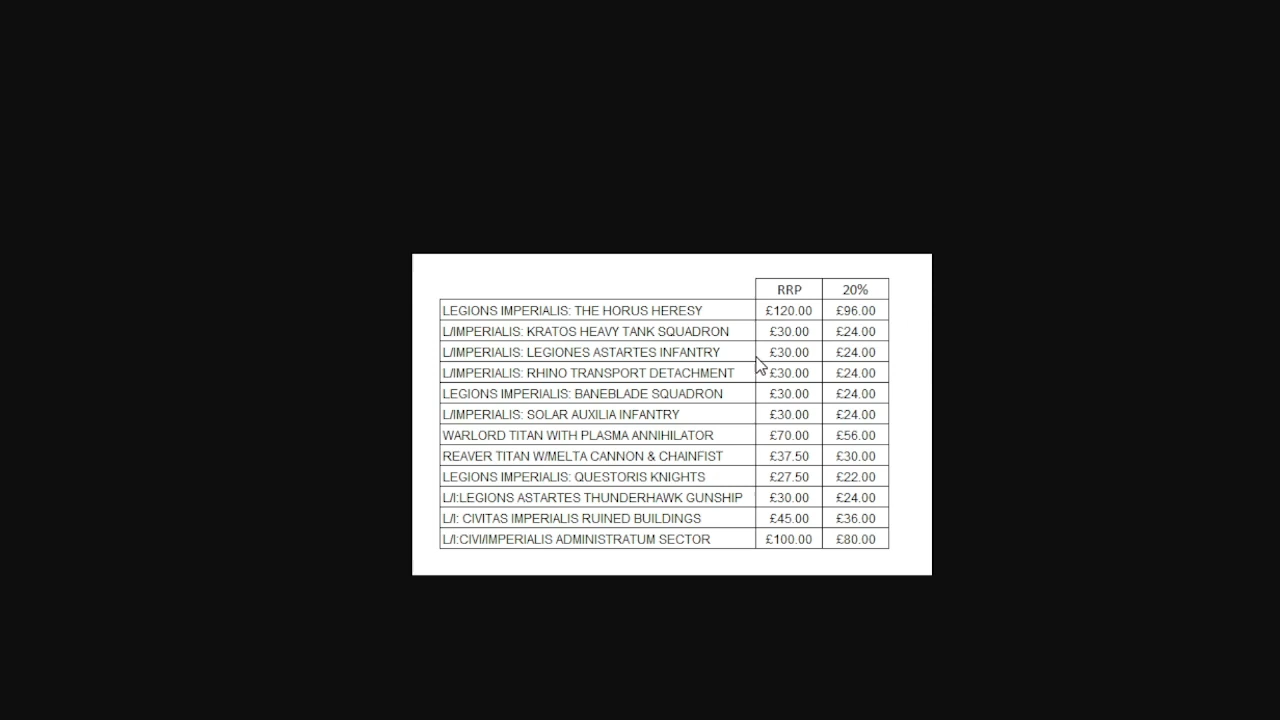 RRP 20%
LEGIONS IMPERIALIS: THE HORUS HERESY £120.00 £96.00
L/IMPERIALIS: KRATOS HEAVY TANK SQUADRON £30.00 £24.00
L/IMPERIALIS: LEGIONES ASTARTES INFANTRY £30.00 £24.00
L/IMPERIALIS: RHINO TRANSPORT DETACHMENT £30.00 £24.00
LEGIONS IMPERIALIS: BANEBLADE SQUADRON £30.00 £24.00
L/IMPERIALIS: SOLAR AUXILIA INFANTRY £30.00 £24.00
WARLORD TITAN WITH PLASMA ANNIHILATOR £70.00 £56.00
REAVER TITAN W/MELTA CANNON & CHAINFIST £37.50 £30.00
LEGIONS IMPERIALIS: QUESTORIS KNIGHTS £27.50 £22.00
L/I:LEGIONS ASTARTES THUNDERHAWK GUNSHIP £30.00 £24.00
L/I: CIVITAS IMPERIALIS RUINED BUILDINGS £45.00 £36.00
L/I:CIVI/IMPERIALIS ADMINISTRATUM SECTOR £100.00 £80.00